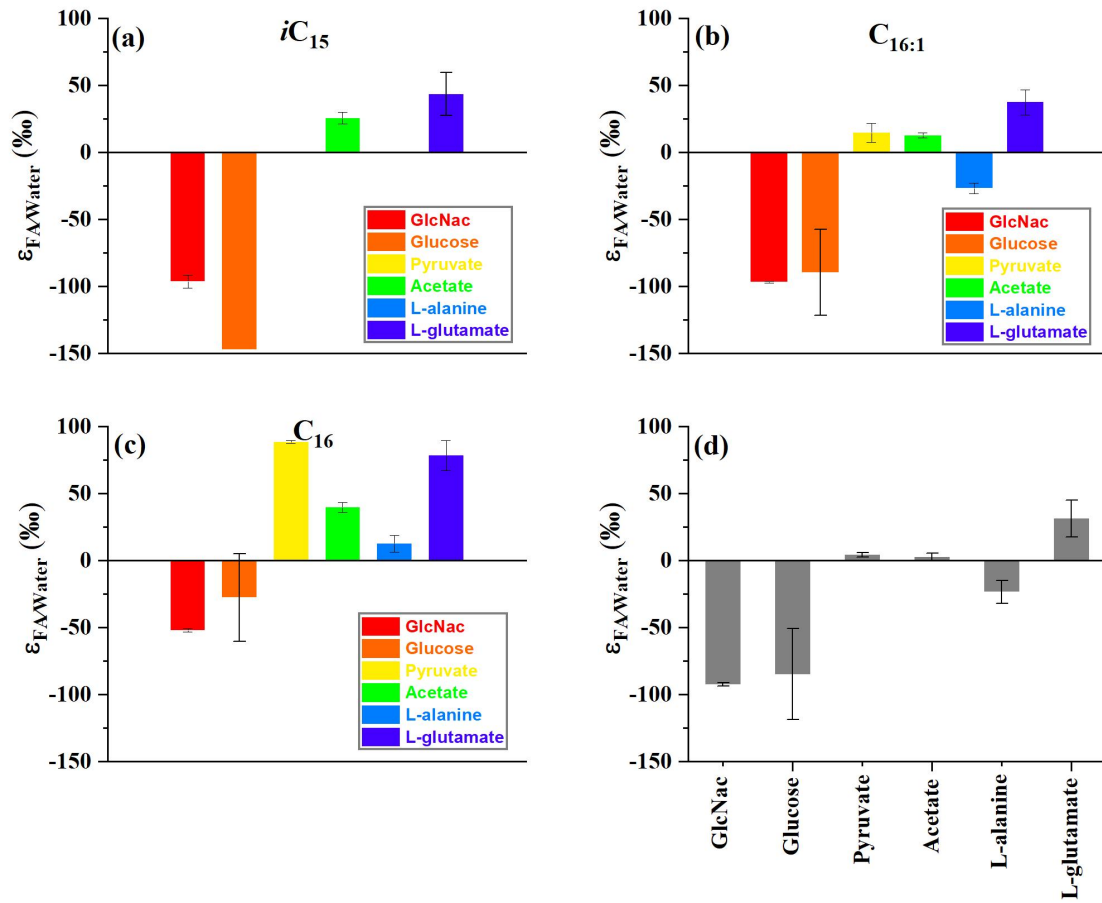 (a)
iC15
100
50
0
-50
-100
-150
εFA/Water (‰)
GlcNac
Glucose
Pyruvate
Acetate
L-alanine
L-glutamate
(b)
C16:1
100
50
0
-50
-100
-150
εFA/Water (‰)
GlcNac
Glucose
Pyruvate
Acetate
L-alanine
L-glutamate
(c)
C16
100
50
0
-50
-100
-150
εFA/Water (‰)
GlcNac
Glucose
Pyruvate
Acetate
L-alanine
L-glutamate
(d)
100
50
0
-50
-100
-150
εFA/Water (‰)
GlcNac
Glucose
Pyruvate
Acetate
L-alanine
L-glutamate